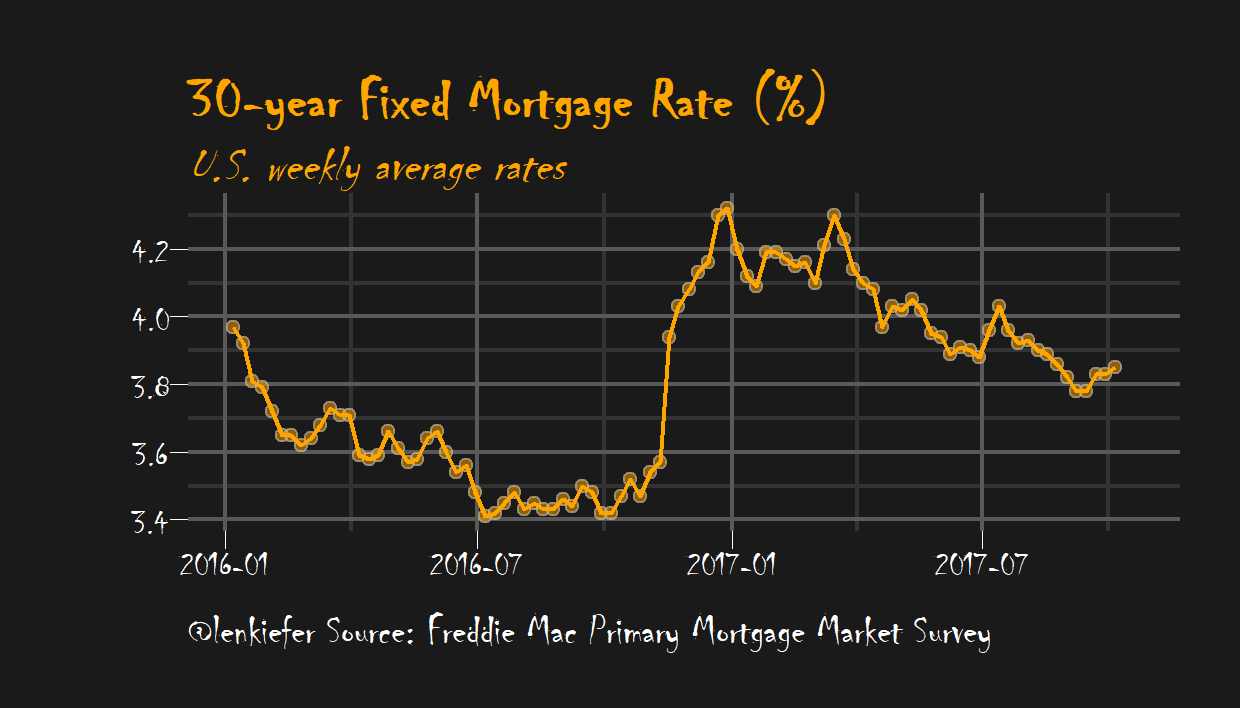 30-year Fixed Mortgage Rate (%)
U.S. weekly average rates
4.2
4.0
3.8
3.6
3.4
2016-01 2016-07 2017-01 2017-07
@lenkiefer Source: Freddie Mac Primary Mortgage Market Survey